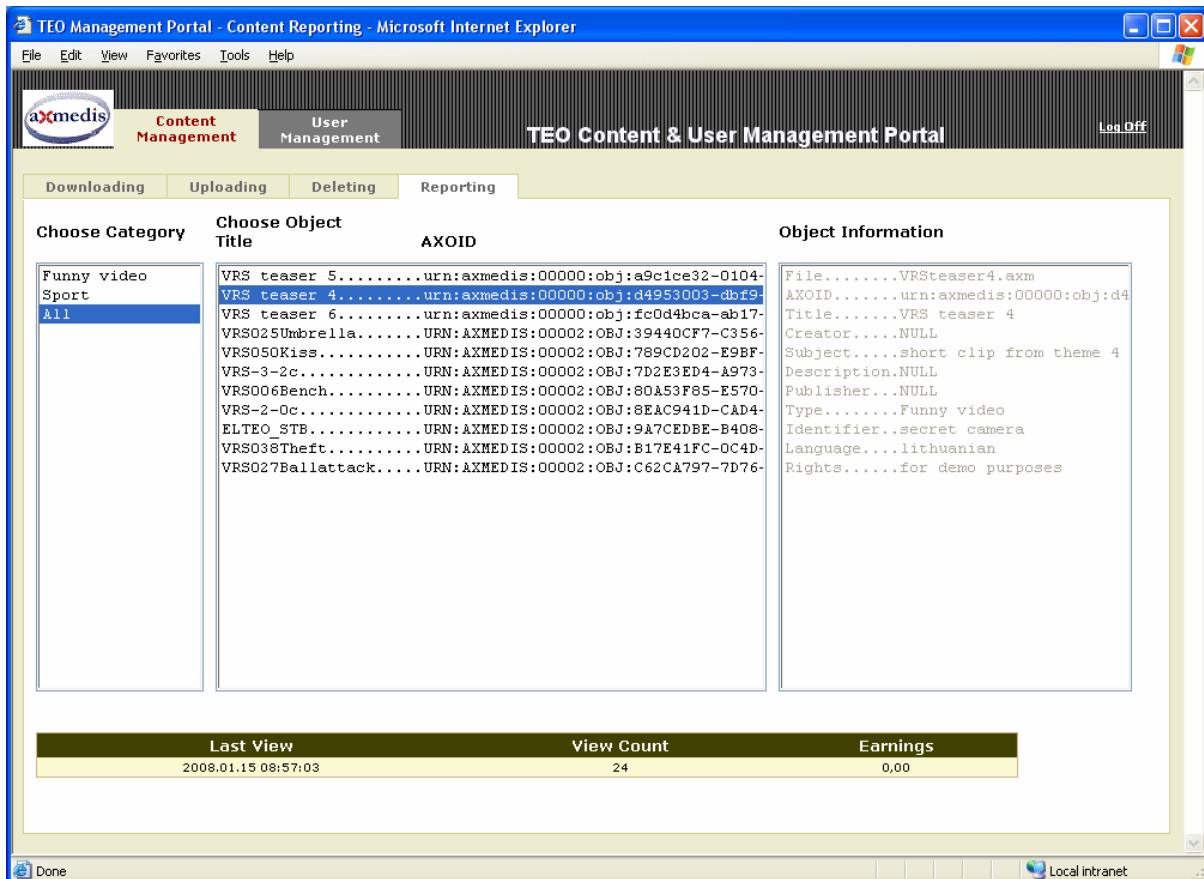 TEO Management Portal - Content Reporting - Microsoft Internet Explorer
File Edit View Favorites Tools Help
axmedis
Content Management
User Management
TEO Content & User Management Portal
Log Off
Downloading Uploading Deleting Reporting
Choose Category
Funny video
Sport
All
Choose Object
Title AXOID
VRS teaser 5.........urn:axmedis:00000:obj:a9c1ce32-0104-
VRS teaser 4.........urn:axmedis:00000:obj:d4953003-dbf9-
VRS teaser 6.........urn:axmedis:00000:obj:fc0d4bca-ab17-
VRS025Umbrella.......URN:AXMEDIS:00002:OBJ:39440CF7-C356-
VRS050Kiss...........URN:AXMEDIS:00002:OBJ:789CD202-E9BF-
VRS-3-2c.............URN:AXMEDIS:00002:OBJ:7D2E3ED4-A973-
VRS006Bench..........URN:AXMEDIS:00002:OBJ:80A53F85-E570-
VRS-2-0c.............URN:AXMEDIS:00002:OBJ:8EAC941D-CAD4-
ELTEO_STB............URN:AXMEDIS:00002:OBJ:9A7CEDBE-B408-
VRS038Theft..........URN:AXMEDIS:00002:OBJ:B17E41FC-0C4D-
VRS027Ballattack.....URN:AXMEDIS:00002:OBJ:C62CA797-7D76-
Object Information
File........VRSteaser4.axm
AXOID.......urn:axmedis:00000:obj:d4
Title.......VRS teaser 4
Creator.....NULL
Subject.....short clip from theme 4
Description.NULL
Publisher...NULL
Type........Funny video
Identifier..secret camera
Language....lithuanian
Rights......for demo purposes
Last View View Count Earnings
2008.01.15 08:57:03 24 0,00
Done
Local intranet